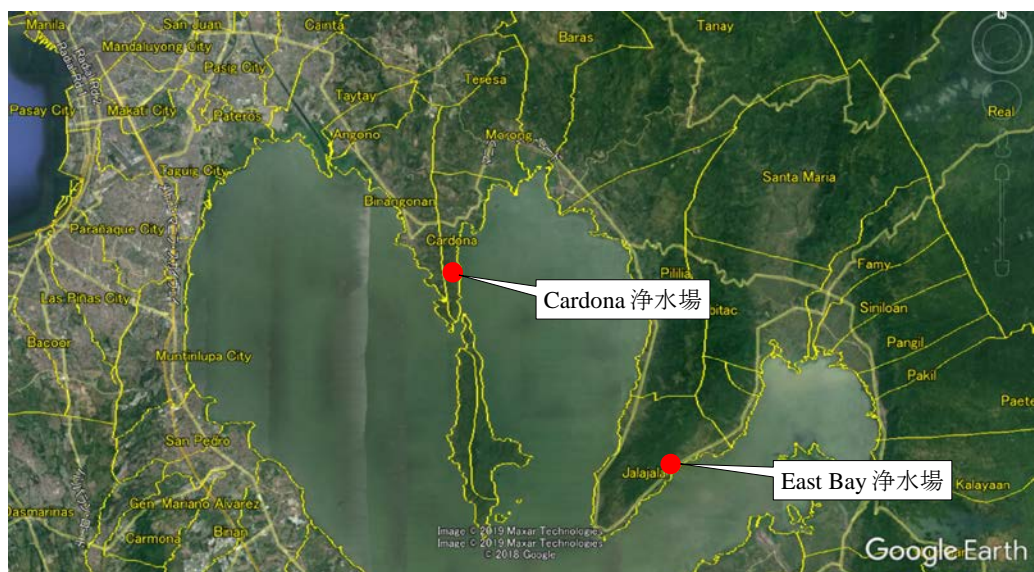 Manila
San Juan
Cainta
Baras
Tanay
Mandaluyong City
Pasig City
Teresa
Taytay
Pasay City
Makati City
Pateros
Angono
Morong
Real
Taguig City
Santa Maria
Binangonan
Parañaque City
Cardona
Pililia
Famy
Cardona 浄水場
Las Piñas City
Siniloan
Bacoor
Muntinlupa City
Pangil
Pakil
Paete
San Pedro
Jalajala
East Bay 浄水場
Kalayaan
Gen. Mariano Alvarez
Dasmarinas
Carmona
Biñan
Image © 2019 Maxar Technologies
Image © 2019 Maxar Technologies
© 2018 Google
Google Earth